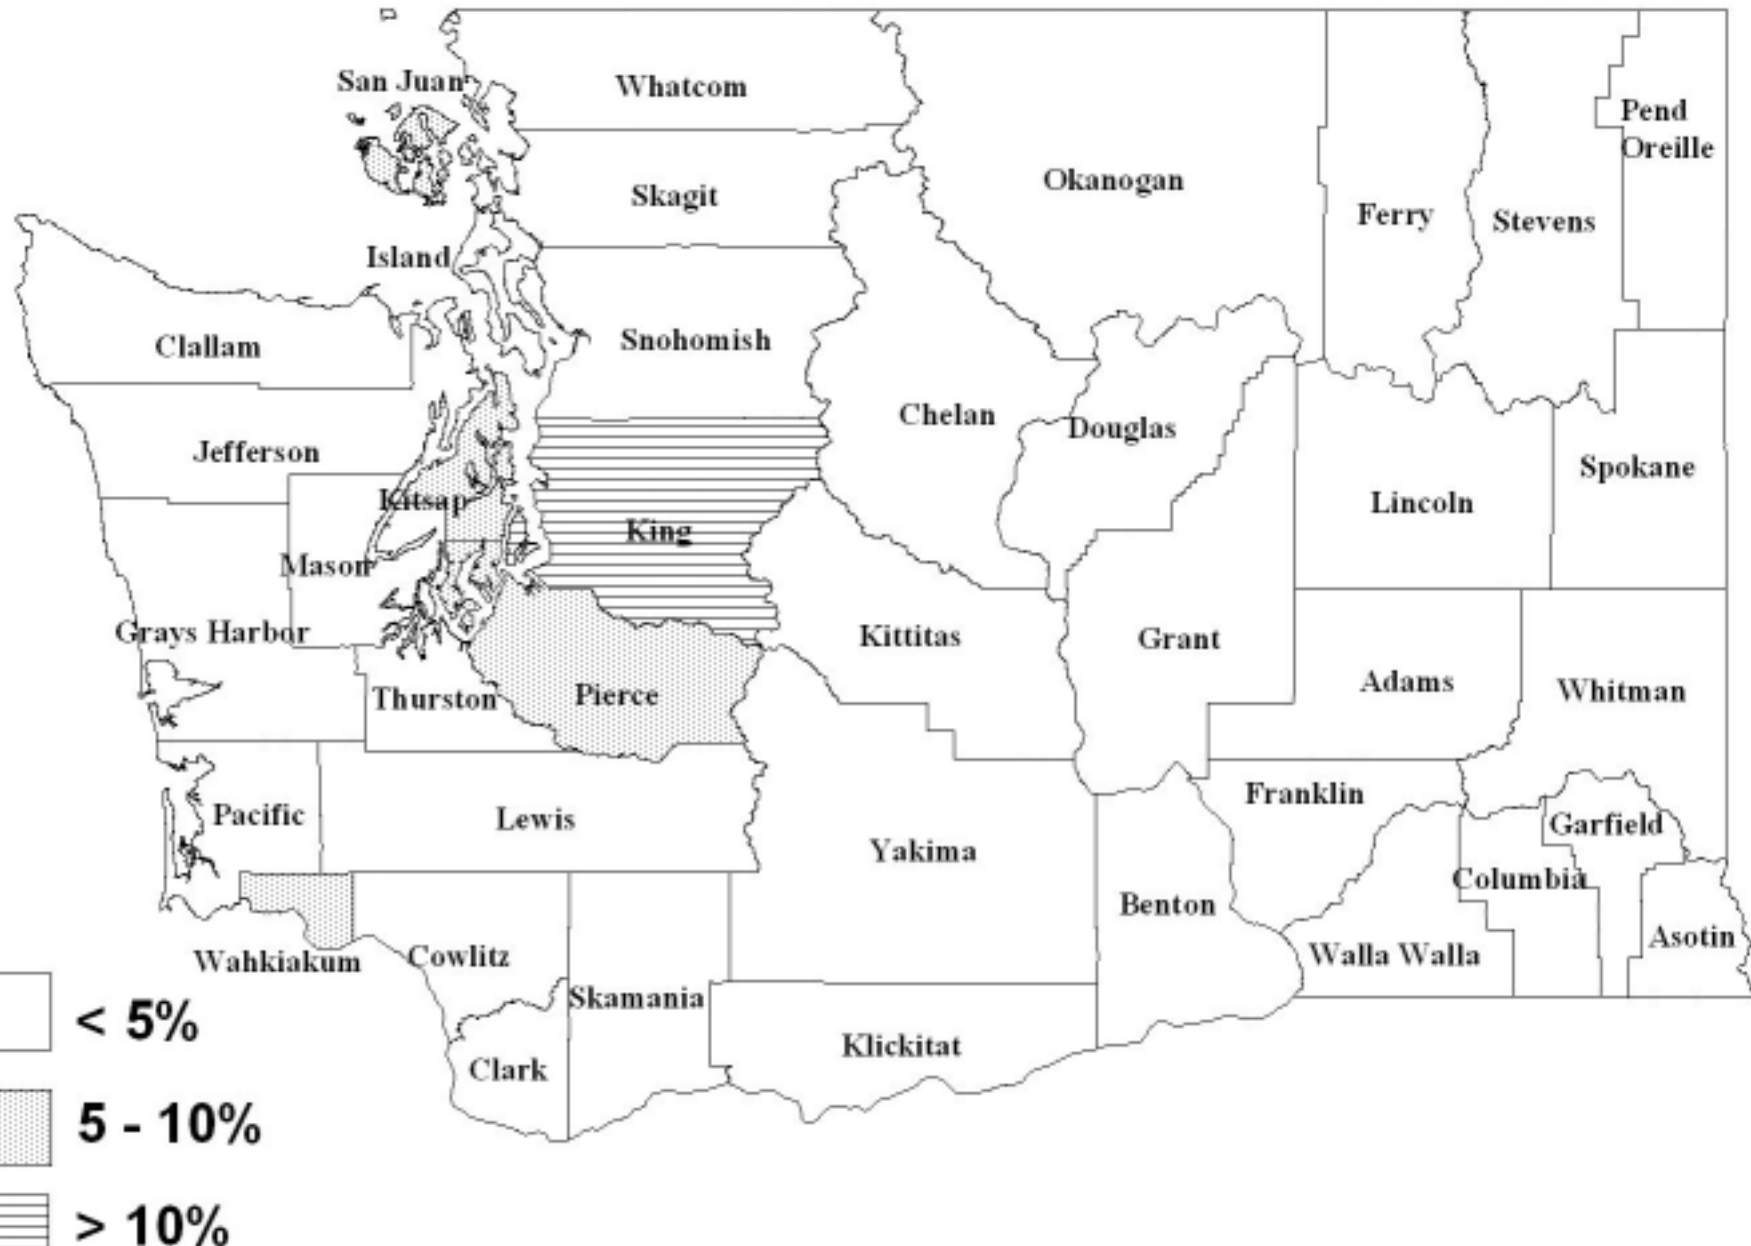 San Juan
Whatcom
Pend
Oreille
Skagit
Okanogan
Ferry
Stevens
Island
Clallam
Snohomish
Chelan
Douglas
Jefferson
Spokane
Kitsap
Lincoln
King
Mason
Grays Harbor
Kittitas
Grant
Adams
Whitman
Thurston
Pierce
Franklin
Pacific
Lewis
Garfield
Yakima
Columbia
Benton
Asotin
Wahkiakum
Cowlitz
Walla Walla
Skamania
< 5%
Klickitat
Clark
5 - 10%
> 10%